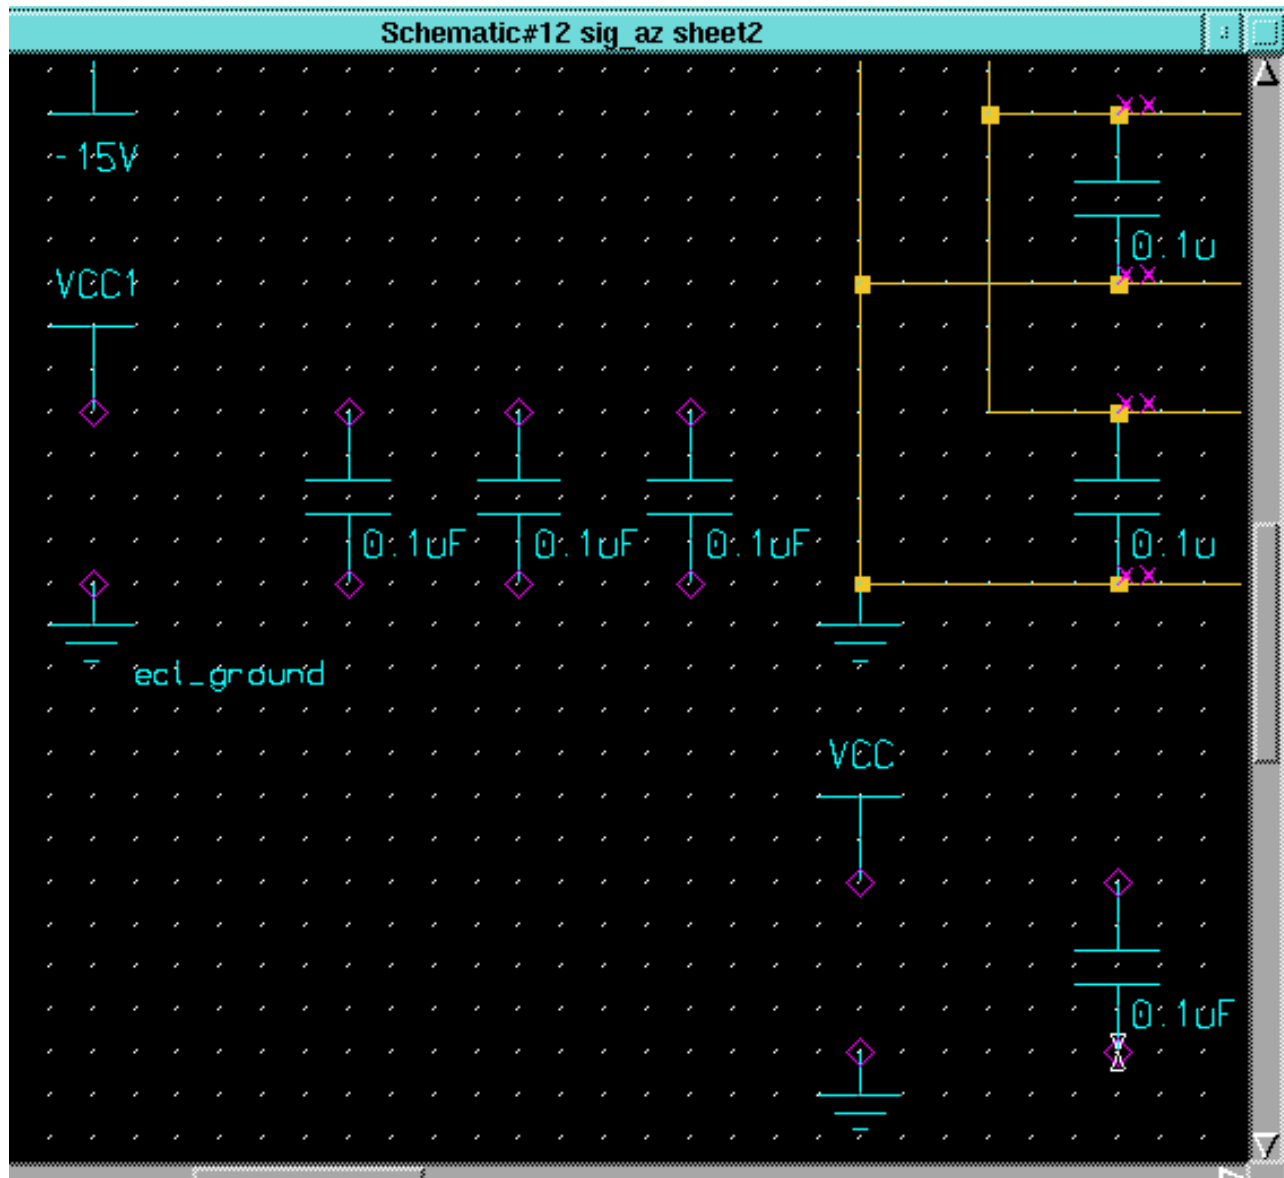 Schematic#12 sig_az sheet2
-15V
0.1u
VCC1
0.1uF 0.1uF 0.1uF 0.1u
ecl_ground
VCC
0.1uF